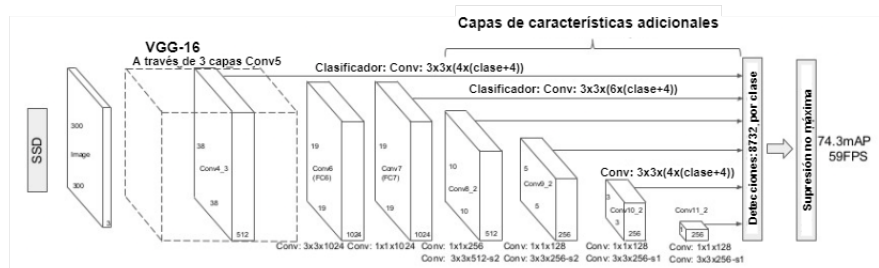 Capas de características adicionales
VGG-16
A través de 3 capas Conv5
Clasificador: Conv: 3x3x(4x(clase+4))
Clasificador: Conv: 3x3x(6x(clase+4))
Conv: 3x3x(4x(clase+4))
SSD
300
Image
300
3
38
Conv4_3
38
512
19
Conv6
(FC6)
19
1024
19
Conv7
(FC7)
19
1024
10
Conv8_2
10
512
5
Conv9_2
5
256
3
Conv10_2
3
256
Conv11_2
1
256
Detecciones:8732 por clase
Supresión no máxima
74.3mAP
59FPS
Conv: 3x3x1024
Conv: 1x1x1024
Conv: 1x1x256
Conv: 3x3x512-s2
Conv: 1x1x128
Conv: 3x3x256-s2
Conv: 1x1x128
Conv: 3x3x256-s1
Conv: 1x1x128
Conv: 3x3x256-s1